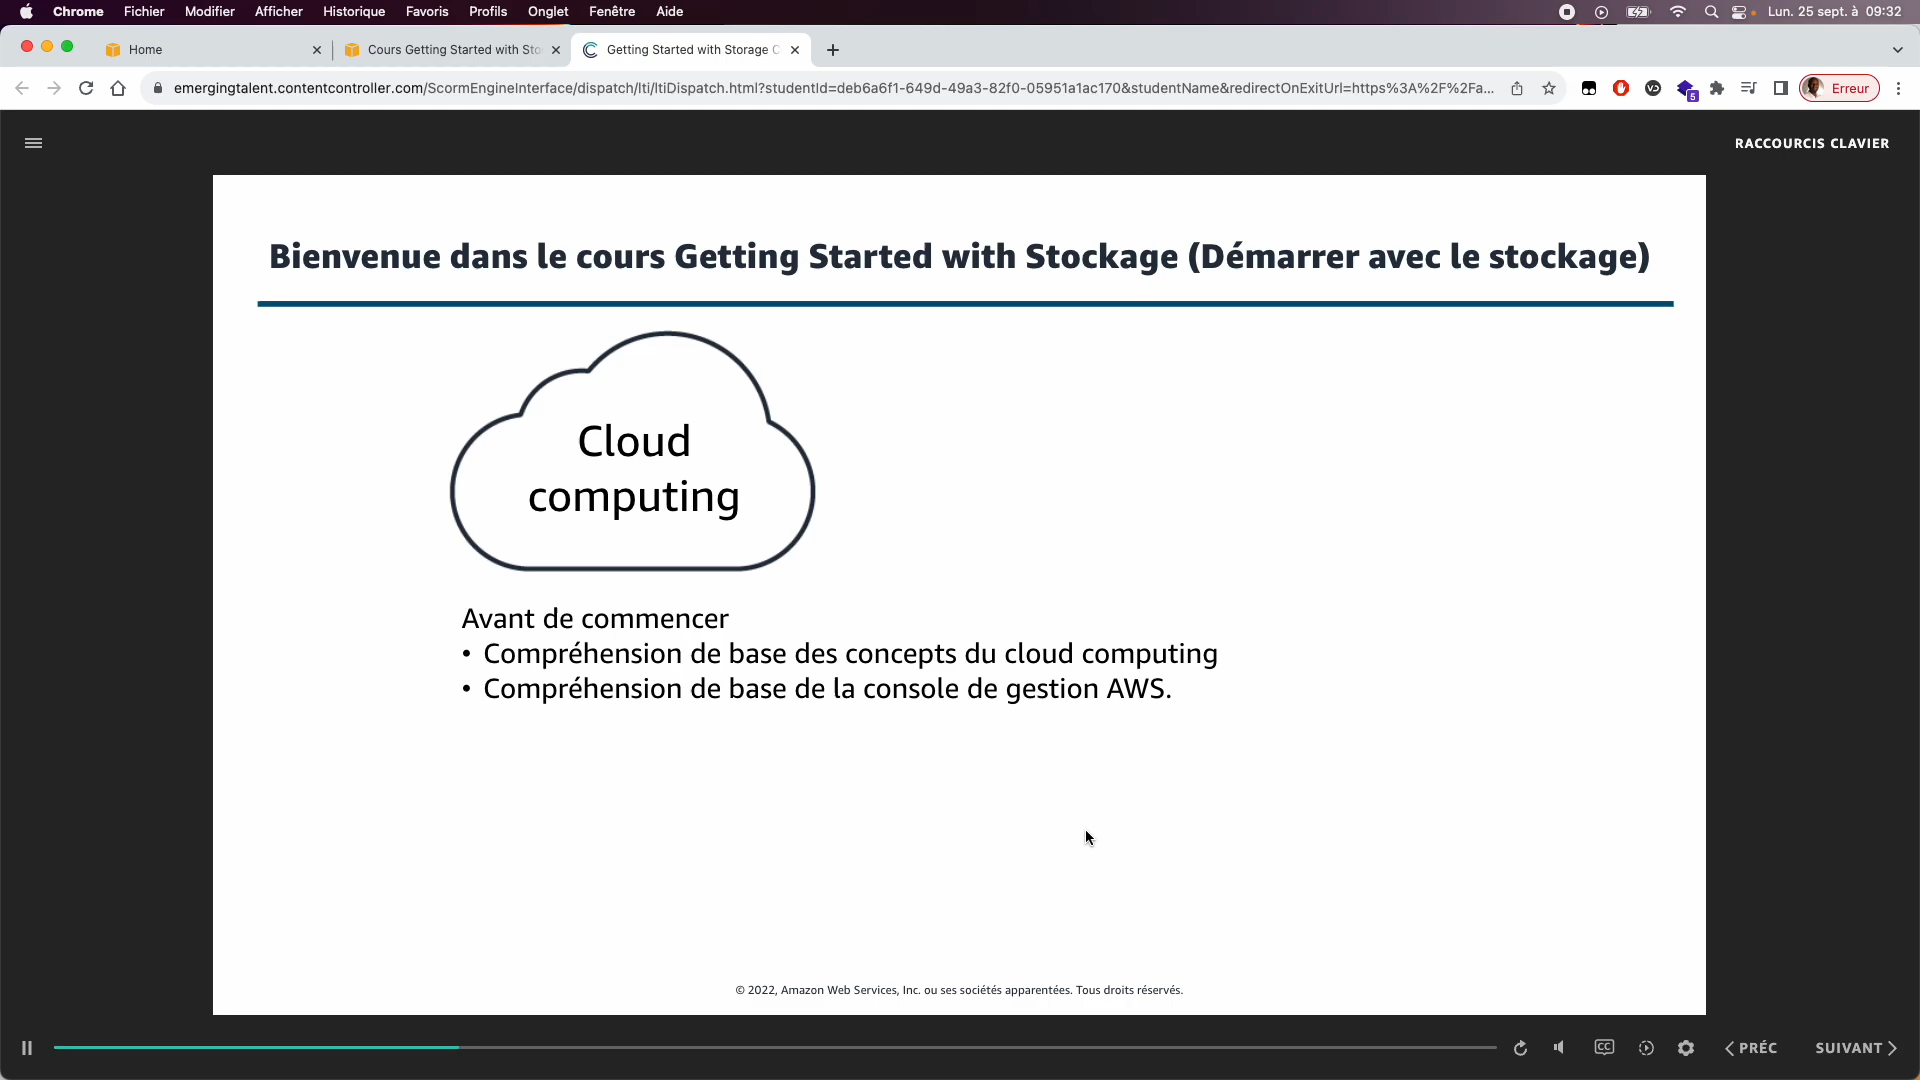 Chrome Fichier Modifier Afficher Historique Favoris Profils Onglet Fenêtre Aide Lun. 25 sept. à 09:32
Home Cours Getting Started with Sto Getting Started with Storage C
emergingtalent.contentcontroller.com/ScormEngineInterface/dispatch/lti/ltiDispatch.html?studentId=deb6a6f1-649d-49a3-82f0-05951a1ac170&studentName&redirectOnExitUrl=https%3A%2F%2Fa... 5 Erreur
RACCOURCIS CLAVIER
Bienvenue dans le cours Getting Started with Stockage (Démarrer avec le stockage)
Cloud
computing
Avant de commencer
• Compréhension de base des concepts du cloud computing
• Compréhension de base de la console de gestion AWS.
© 2022, Amazon Web Services, Inc. ou ses sociétés apparentées. Tous droits réservés.
CC PRÉC SUIVANT